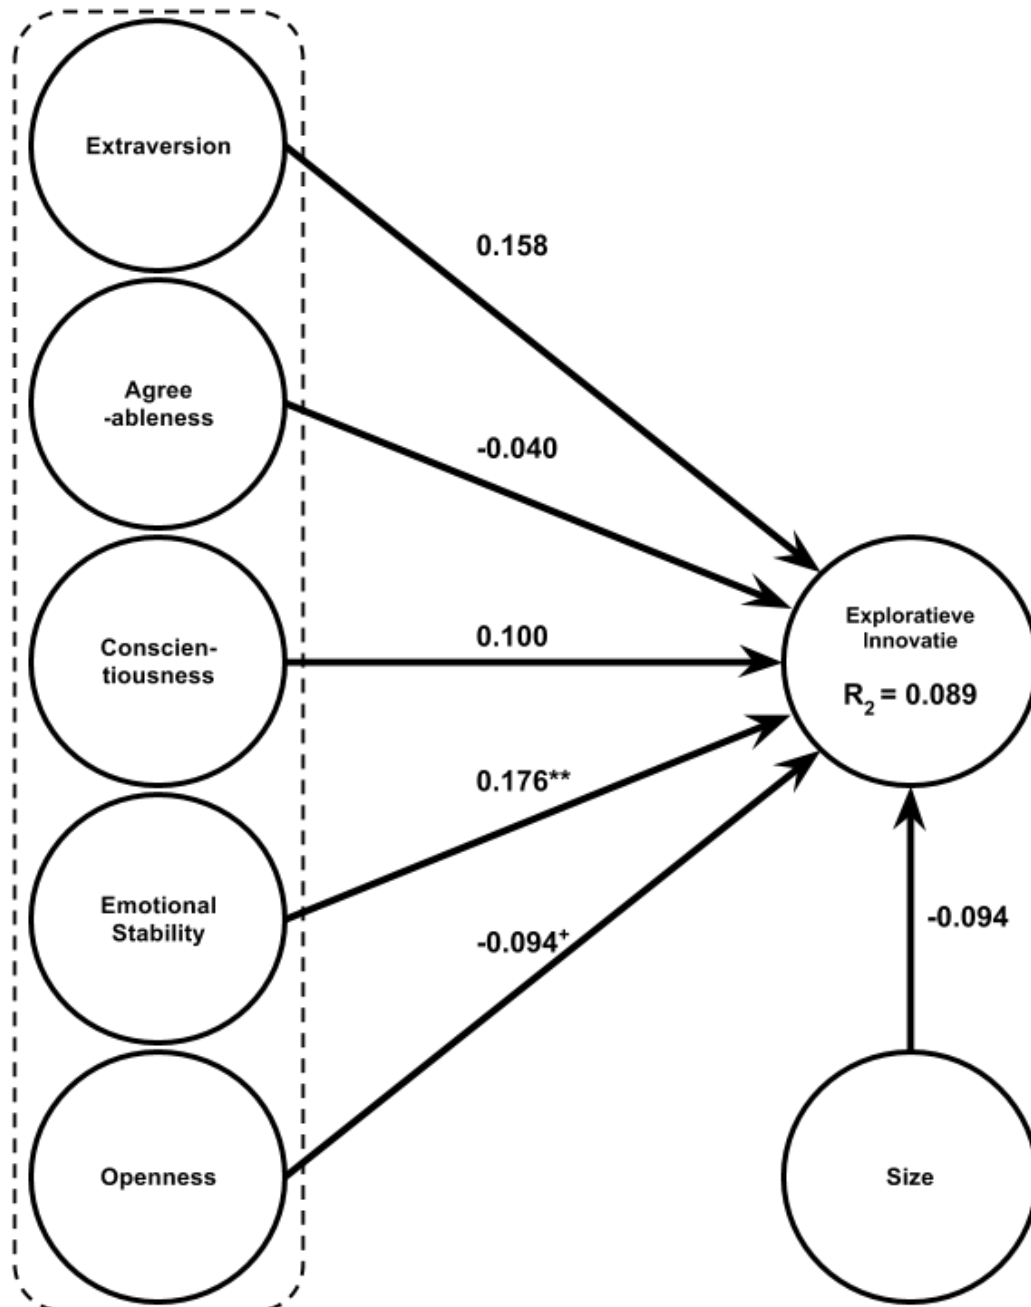 Extraversion
0.158
Agree
-ableness
-0.040
Conscien-
tiousness
0.100
Exploratieve
Innovatie
R₂ = 0.089
Emotional
Stability
0.176**
Openness
-0.094⁺
-0.094
Size